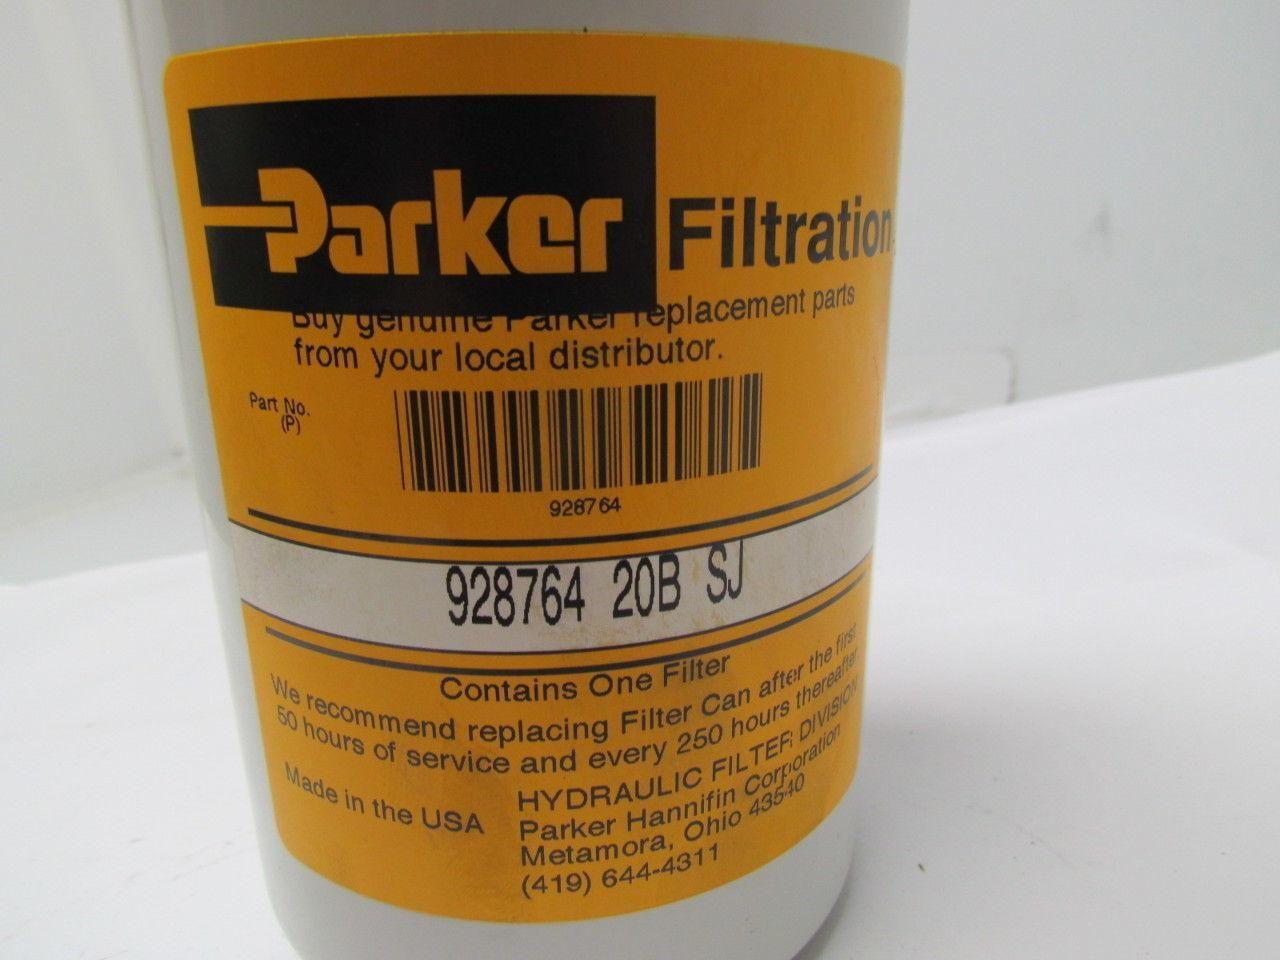 Parker Filtration
Buy genuine Parker replacement parts
from your local distributor.
Part No.
(P)
928764
928764 20B SJ
Contains One Filter
We recommend replacing Filter Can after the first
50 hours of service and every 250 hours thereafter.
Made in the USA
HYDRAULIC FILTER DIVISION
Parker Hannifin Corporation
Metamora, Ohio 43540
(419) 644-4311